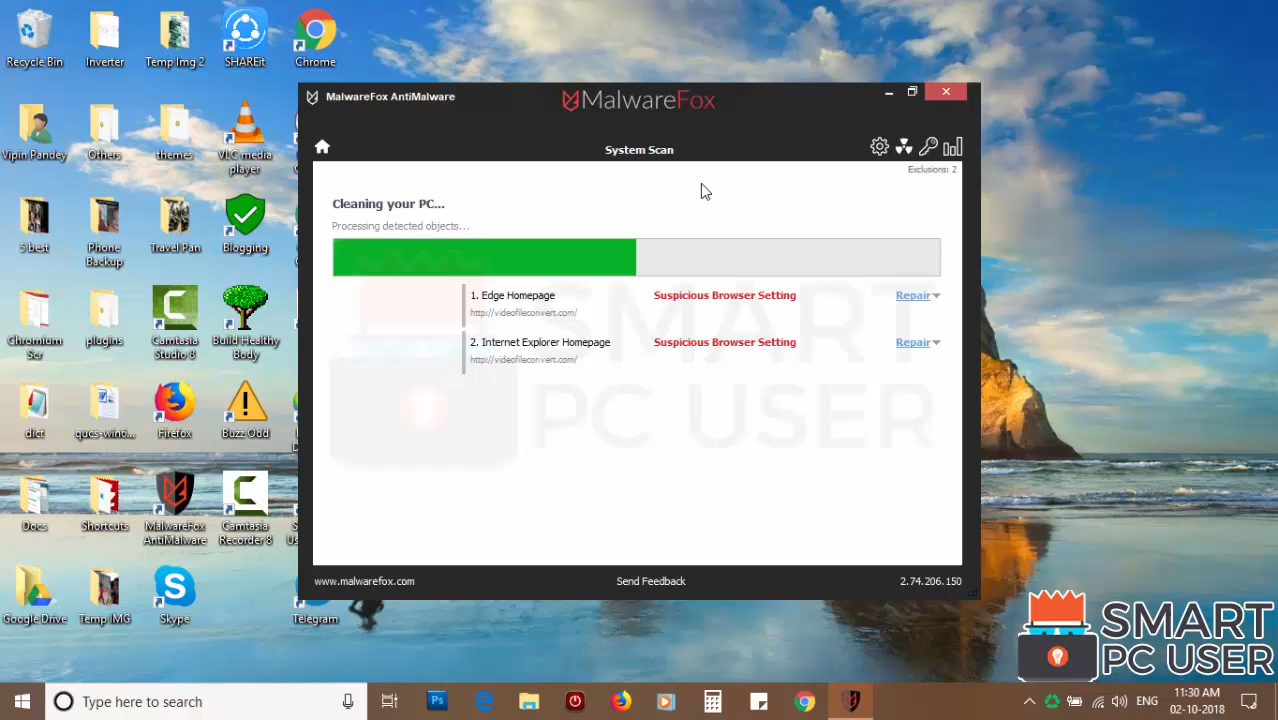 Recycle Bin
Inverter
Temp Img 2
SHAREit
Chrome
Vipin Pandey
Others
themes
VLC media
player
5 best
Phone
Backup
Travel Pan
Blogging
Chromium
Scr
plugins
Camtasia
Studio 8
Build Healthy
Body
dict
qucs-win6...
Firefox
Buzz Odd
Docs
Shortcuts
MalwareFox
AntiMalware
Camtasia
Recorder 8
Google Drive
Temp IMG
Skype
Telegram
MalwareFox AntiMalware
MalwareFox
System Scan
Exclusions: 2
Cleaning your PC...
Processing detected objects...
1. Edge Homepage
Suspicious Browser Setting
Repair
http://videofileconvert.com/
2. Internet Explorer Homepage
Suspicious Browser Setting
Repair
http://videofileconvert.com/
SMART
PC USER
www.malwarefox.com
Send Feedback
2.74.206.150
SMART
PC USER
Type here to search
Ps
ENG
11:30 AM
02-10-2018